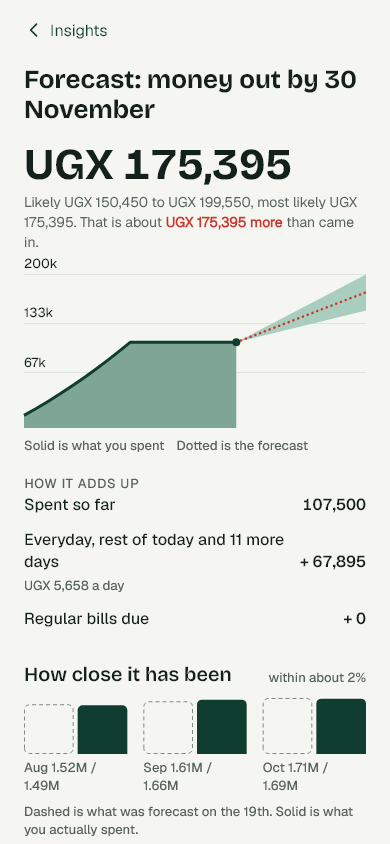 Insights
Forecast: money out by 30
November
UGX 175,395
Likely UGX 150,450 to UGX 199,550, most likely UGX
175,395. That is about UGX 175,395 more than came
in.
200k
133k
67k
Solid is what you spent Dotted is the forecast
HOW IT ADDS UP
Spent so far 107,500
Everyday, rest of today and 11 more
days + 67,895
UGX 5,658 a day
Regular bills due + 0
How close it has been within about 2%
Aug 1.52M / Sep 1.61M / Oct 1.71M /
1.49M 1.66M 1.69M
Dashed is what was forecast on the 19th. Solid is what
you actually spent.